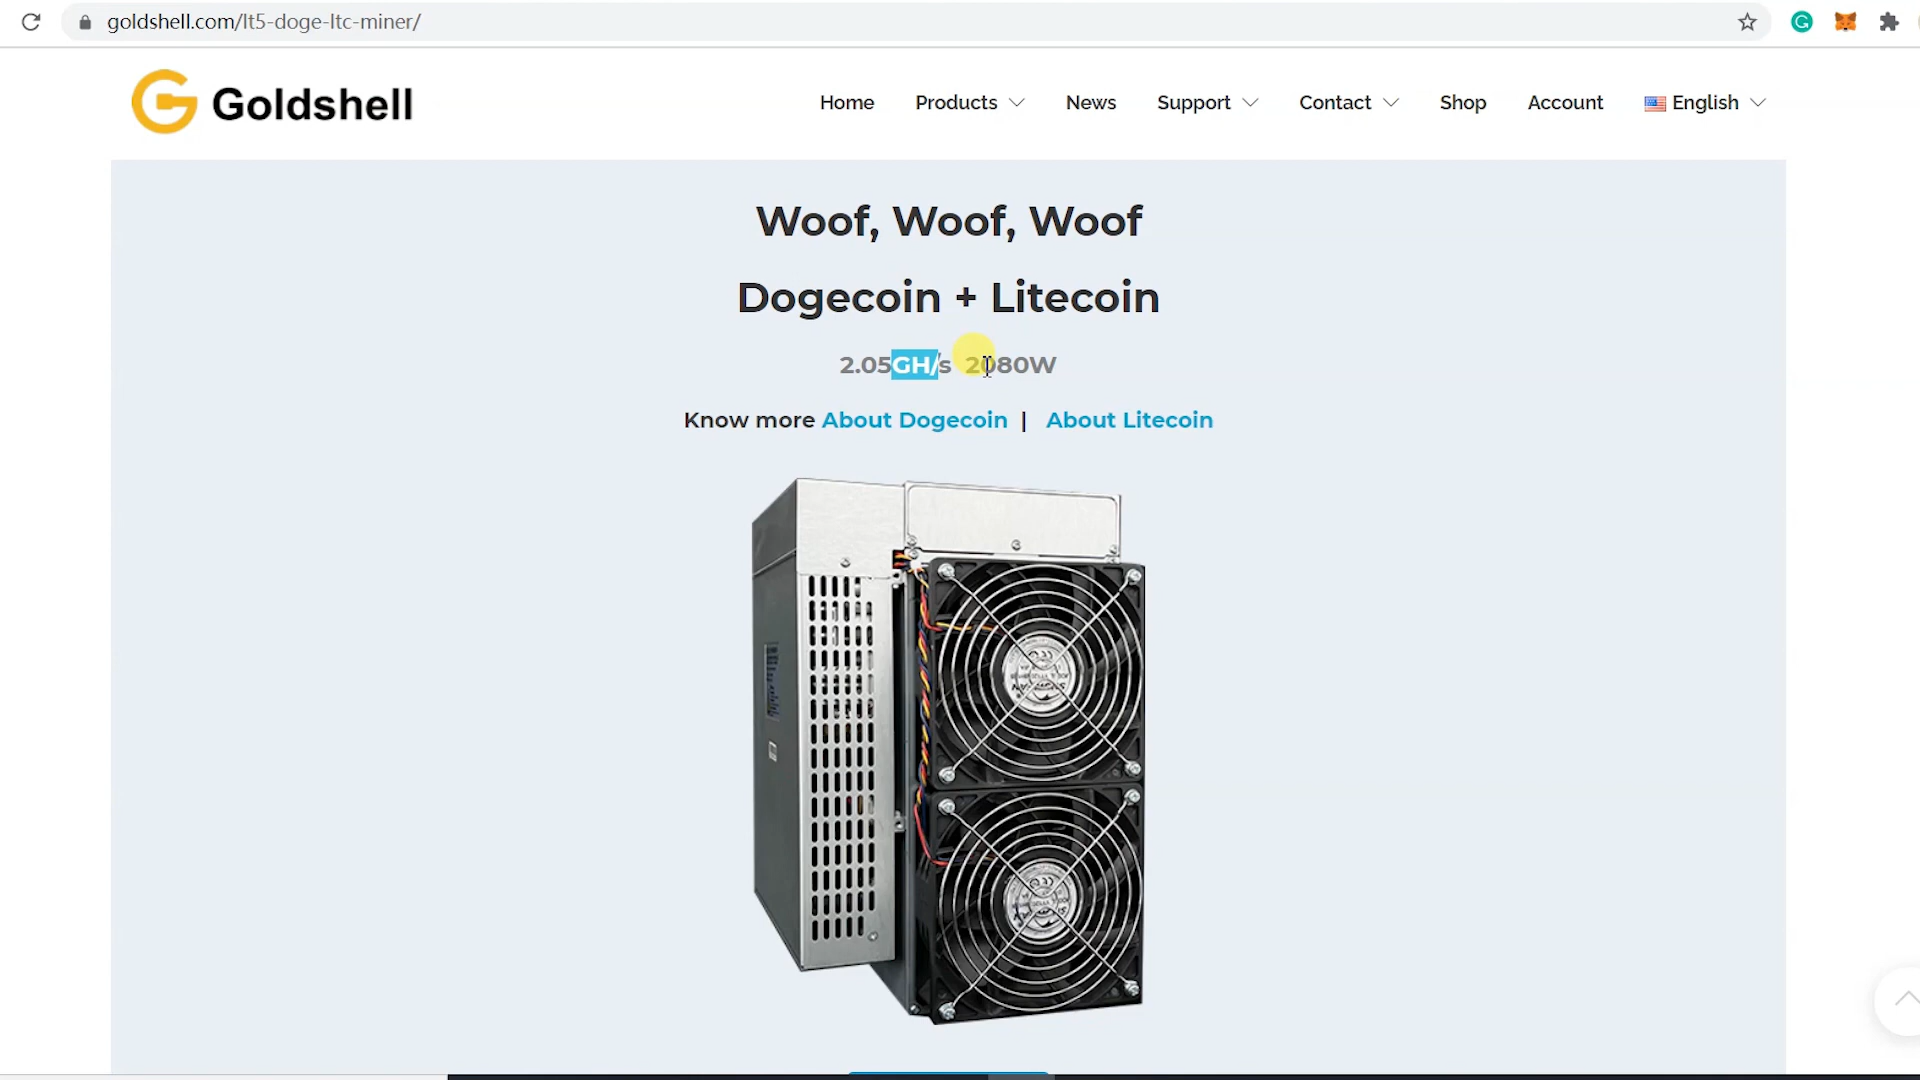 goldshell.com/lt5-doge-ltc-miner/
Goldshell
Home Products News Support Contact Shop Account English
Woof, Woof, Woof
Dogecoin + Litecoin
2.05GH/s 2080W
Know more About Dogecoin | About Litecoin